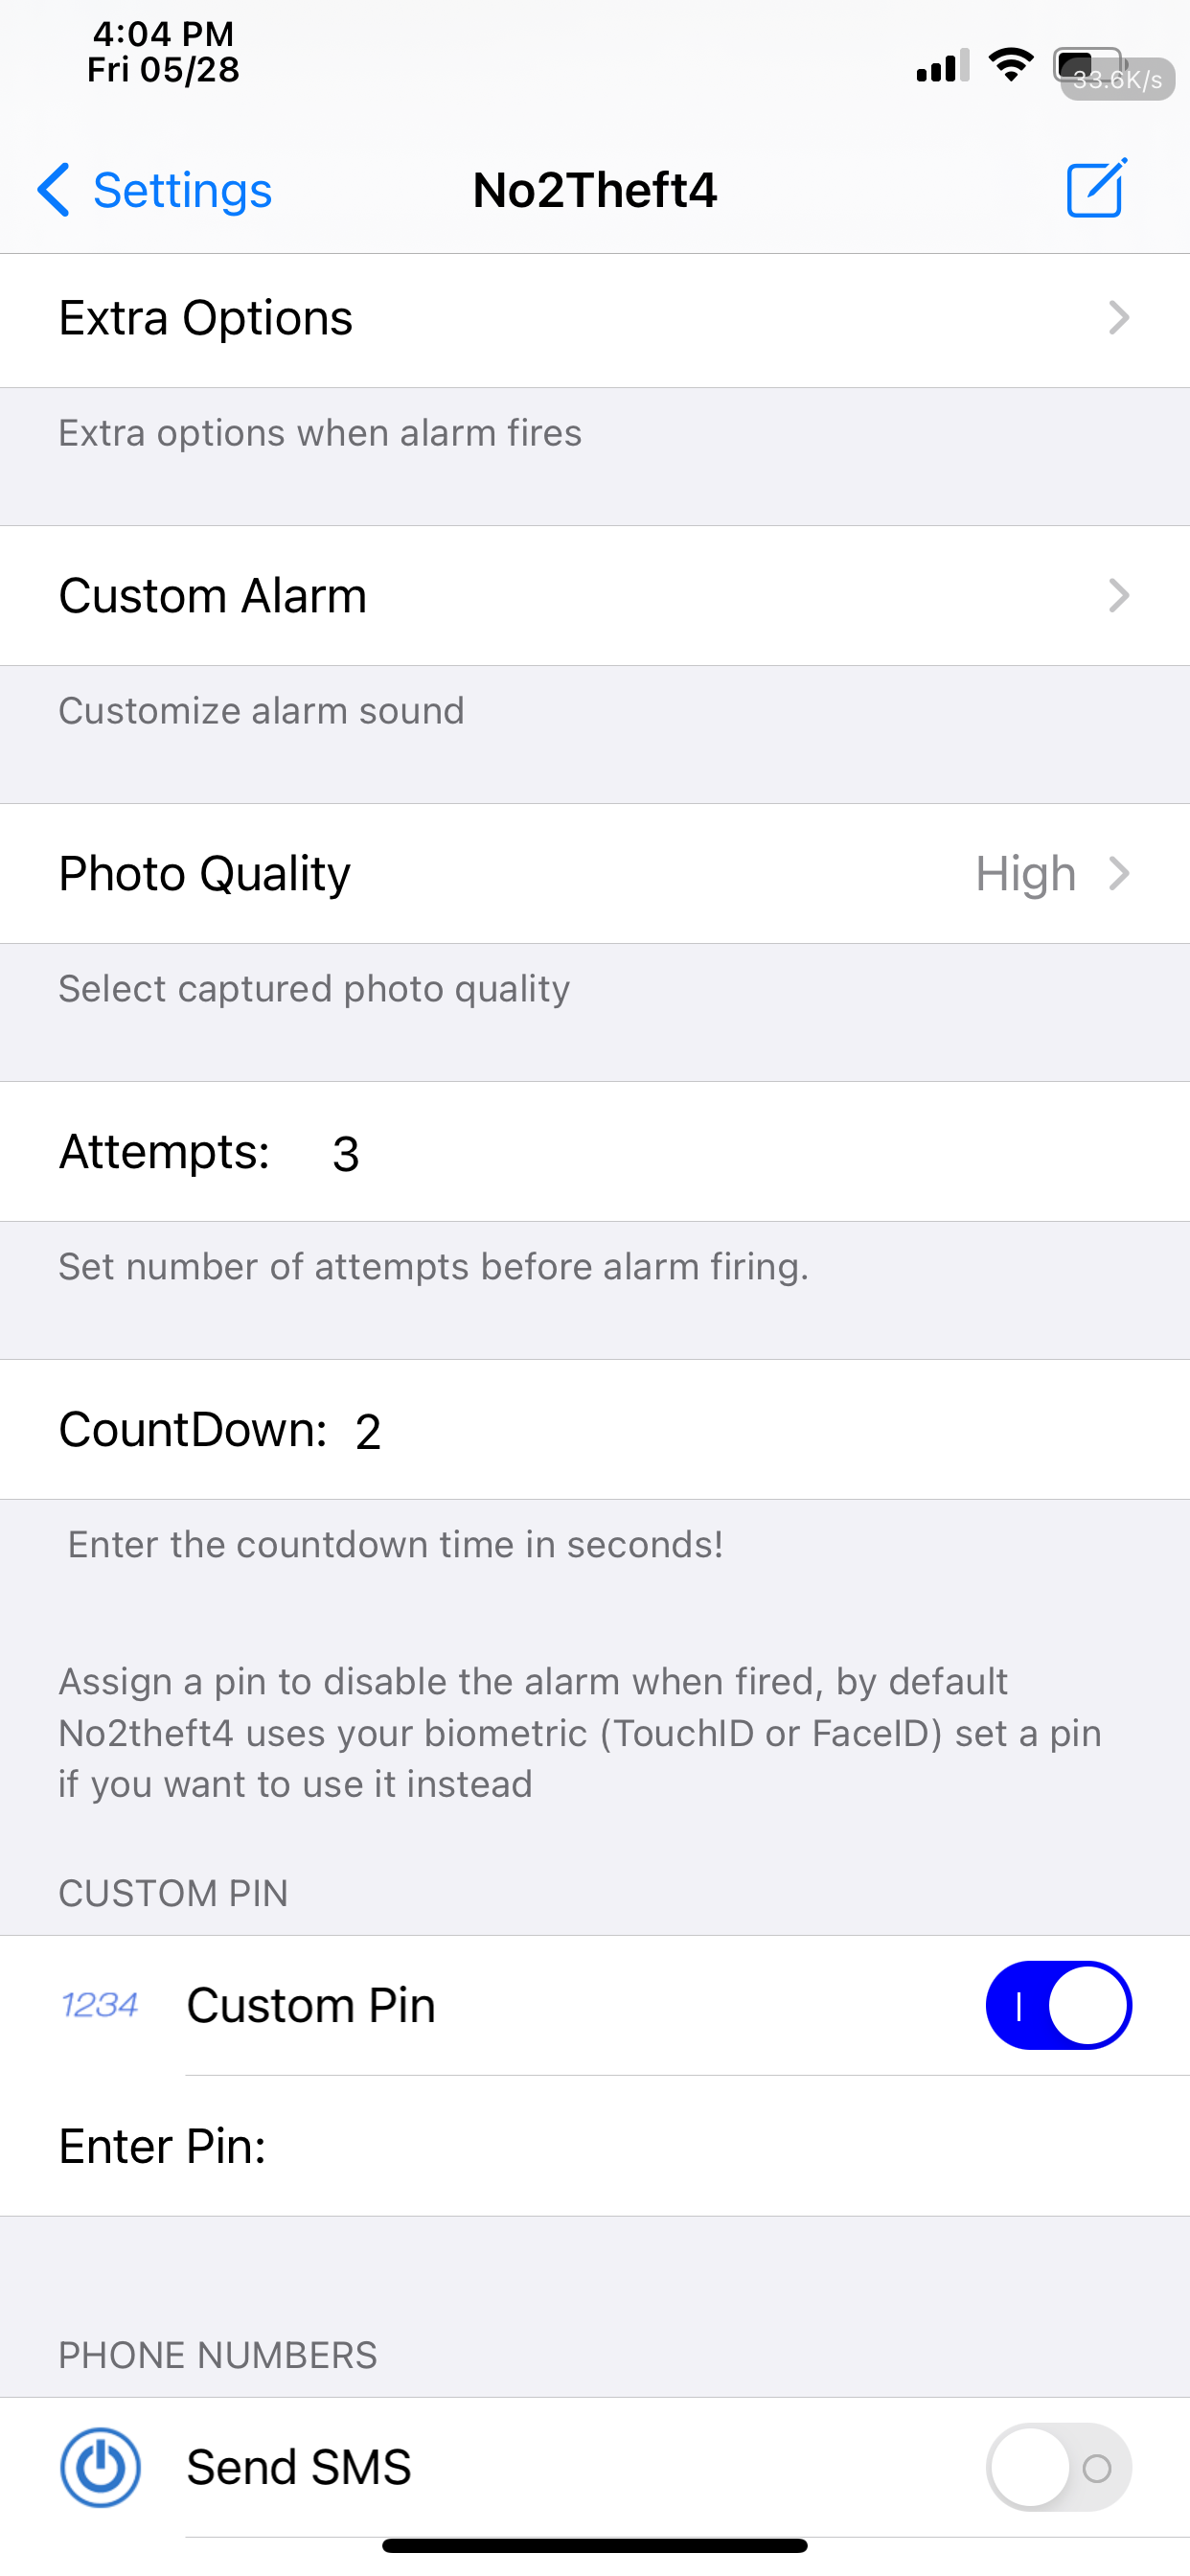 4:04 PM
Fri 05/28
33.6K/s
Settings
No2Theft4
Extra Options
Extra options when alarm fires
Custom Alarm
Customize alarm sound
Photo Quality
High
Select captured photo quality
Attempts: 3
Set number of attempts before alarm firing.
CountDown: 2
Enter the countdown time in seconds!
Assign a pin to disable the alarm when fired, by default
No2theft4 uses your biometric (TouchID or FaceID) set a pin
if you want to use it instead
CUSTOM PIN
1234 Custom Pin
Enter Pin:
PHONE NUMBERS
Send SMS